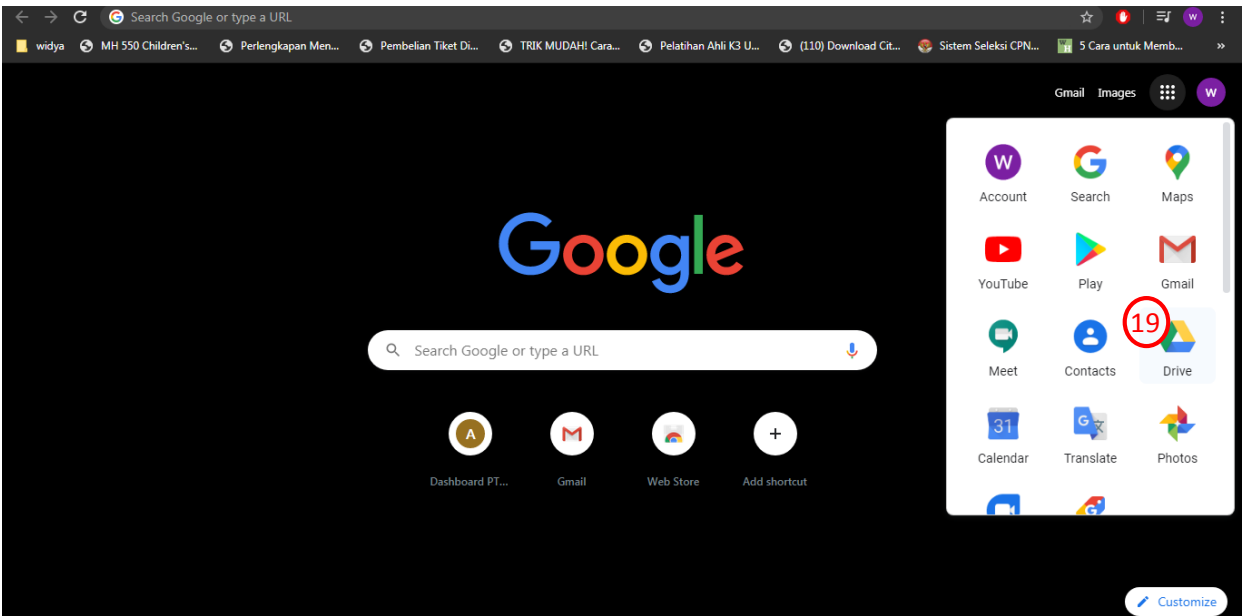 Search Google or type a URL
W
widya MH 550 Children's... Perlengkapan Men... Pembelian Tiket Di... TRIK MUDAH! Cara... Pelatihan Ahli K3 U... (110) Download Cit... Sistem Seleksi CPN... 5 Cara untuk Memb... »
Gmail Images W
W G
Account Search Maps
YouTube Play Gmail
19
Meet Contacts Drive
31 G 文
Calendar Translate Photos
G
Google
Search Google or type a URL
A
Dashboard PT... Gmail Web Store Add shortcut
Customize